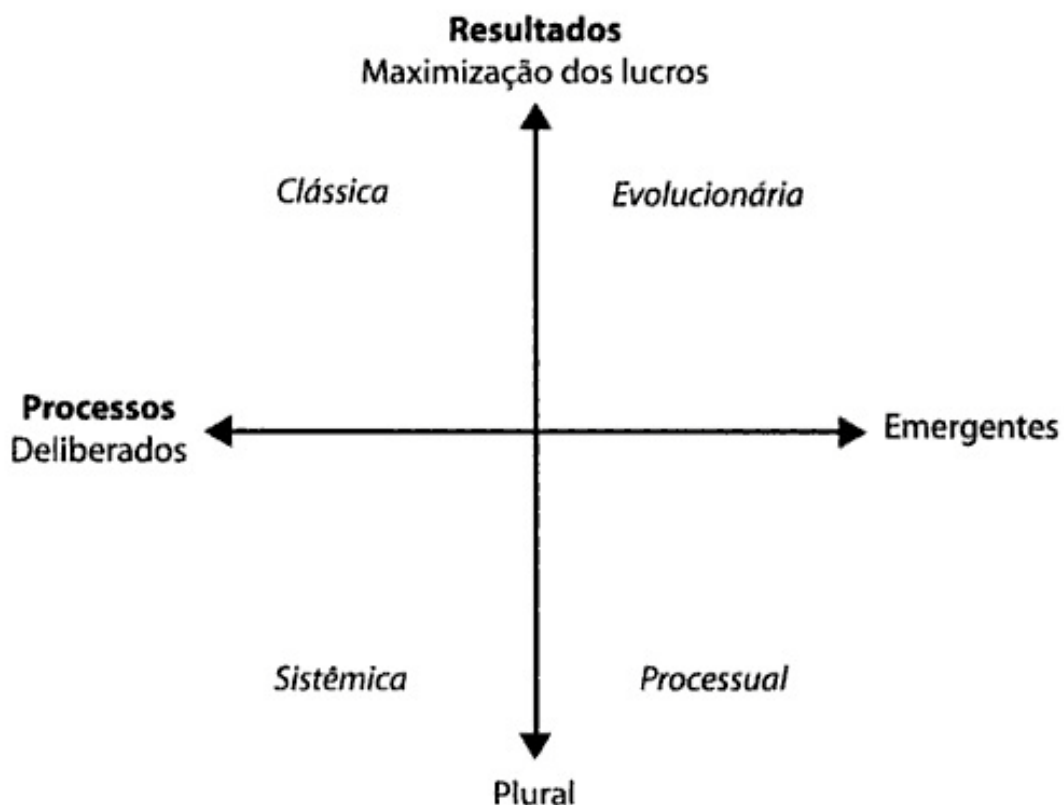 Resultados
Maximização dos lucros
Clássica
Evolucionária
Processos
Deliberados
Emergentes
Sistêmica
Processual
Plural